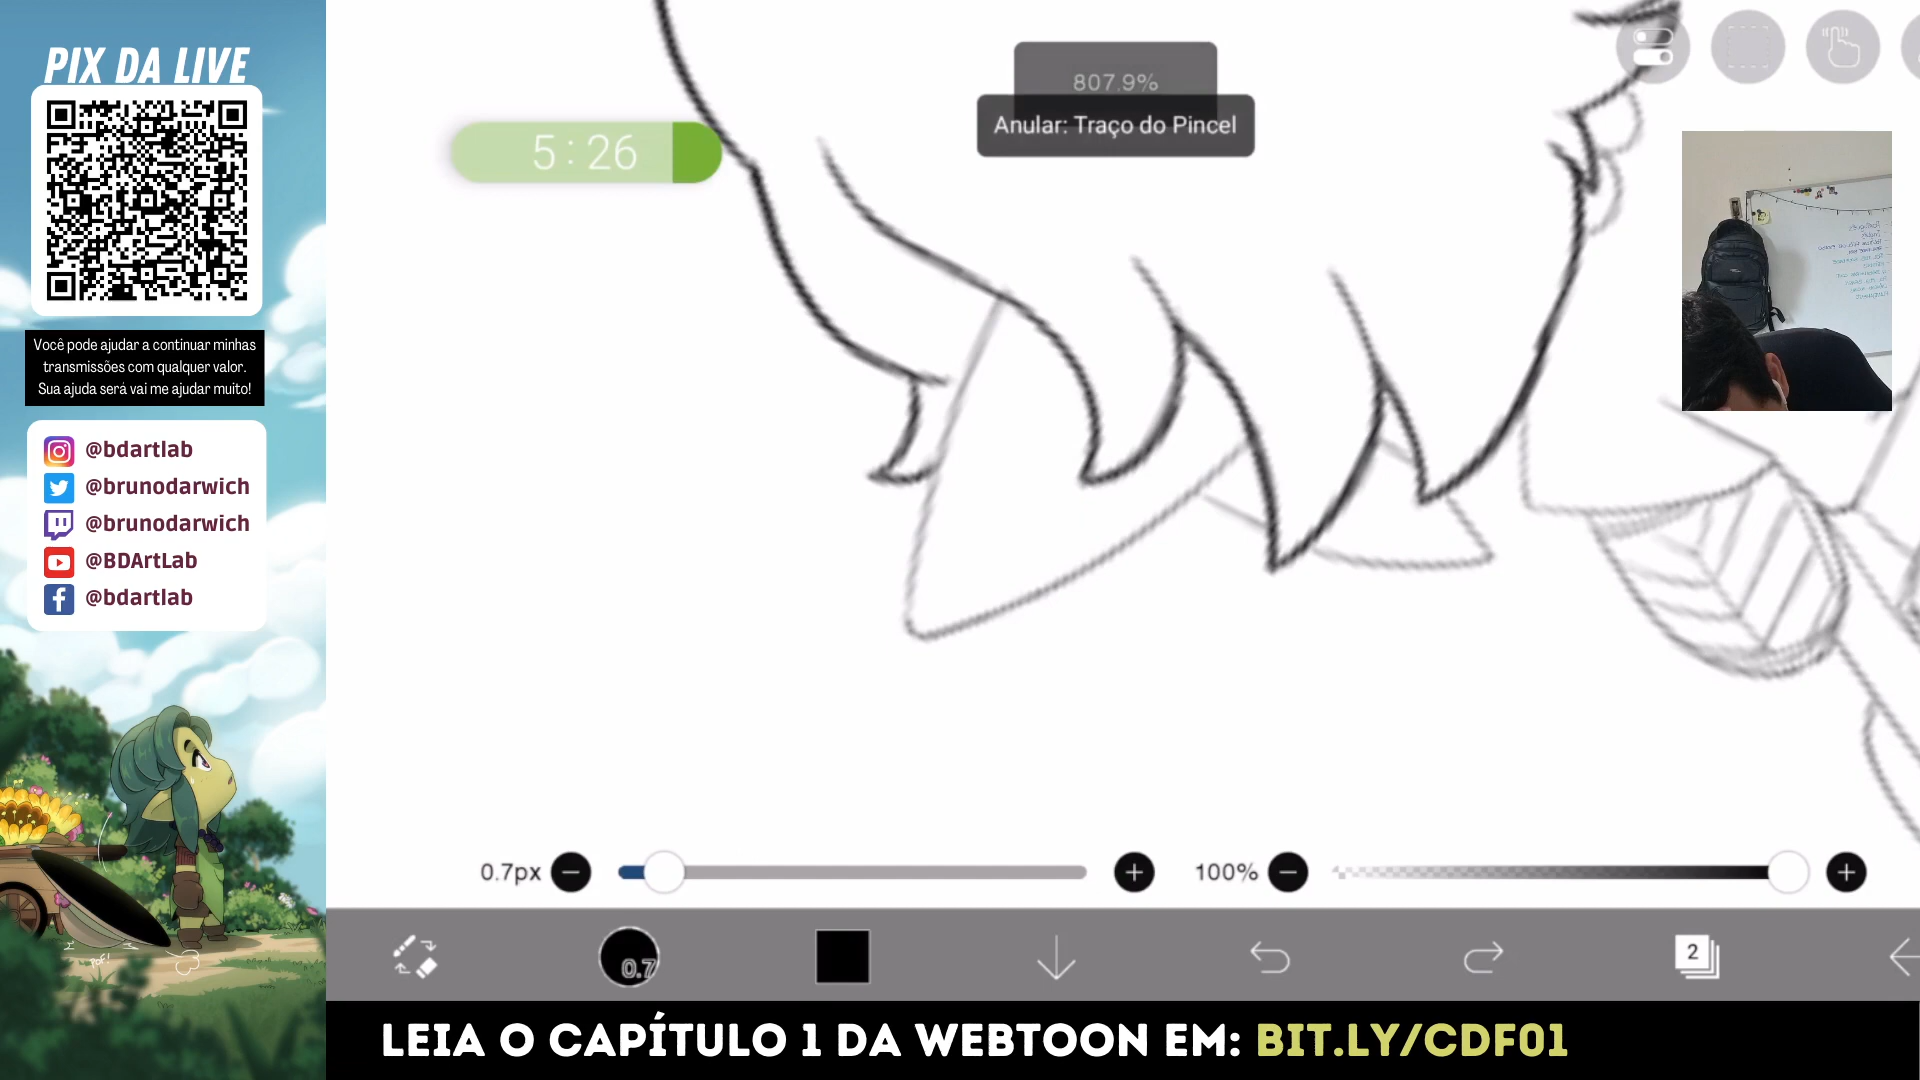 PIX DA LIVE
Você pode ajudar a continuar minhas
transmissões com qualquer valor.
Sua ajuda será vai me ajudar muito!
@bdartlab
@brunodarwich
@brunodarwich
@BDArtLab
@bdartlab
POF!
5:26
807.9%
Anular: Traço do Pincel
0.7px
100%
0.7
2
LEIA O CAPÍTULO 1 DA WEBTOON EM: BIT.LY/CDF01